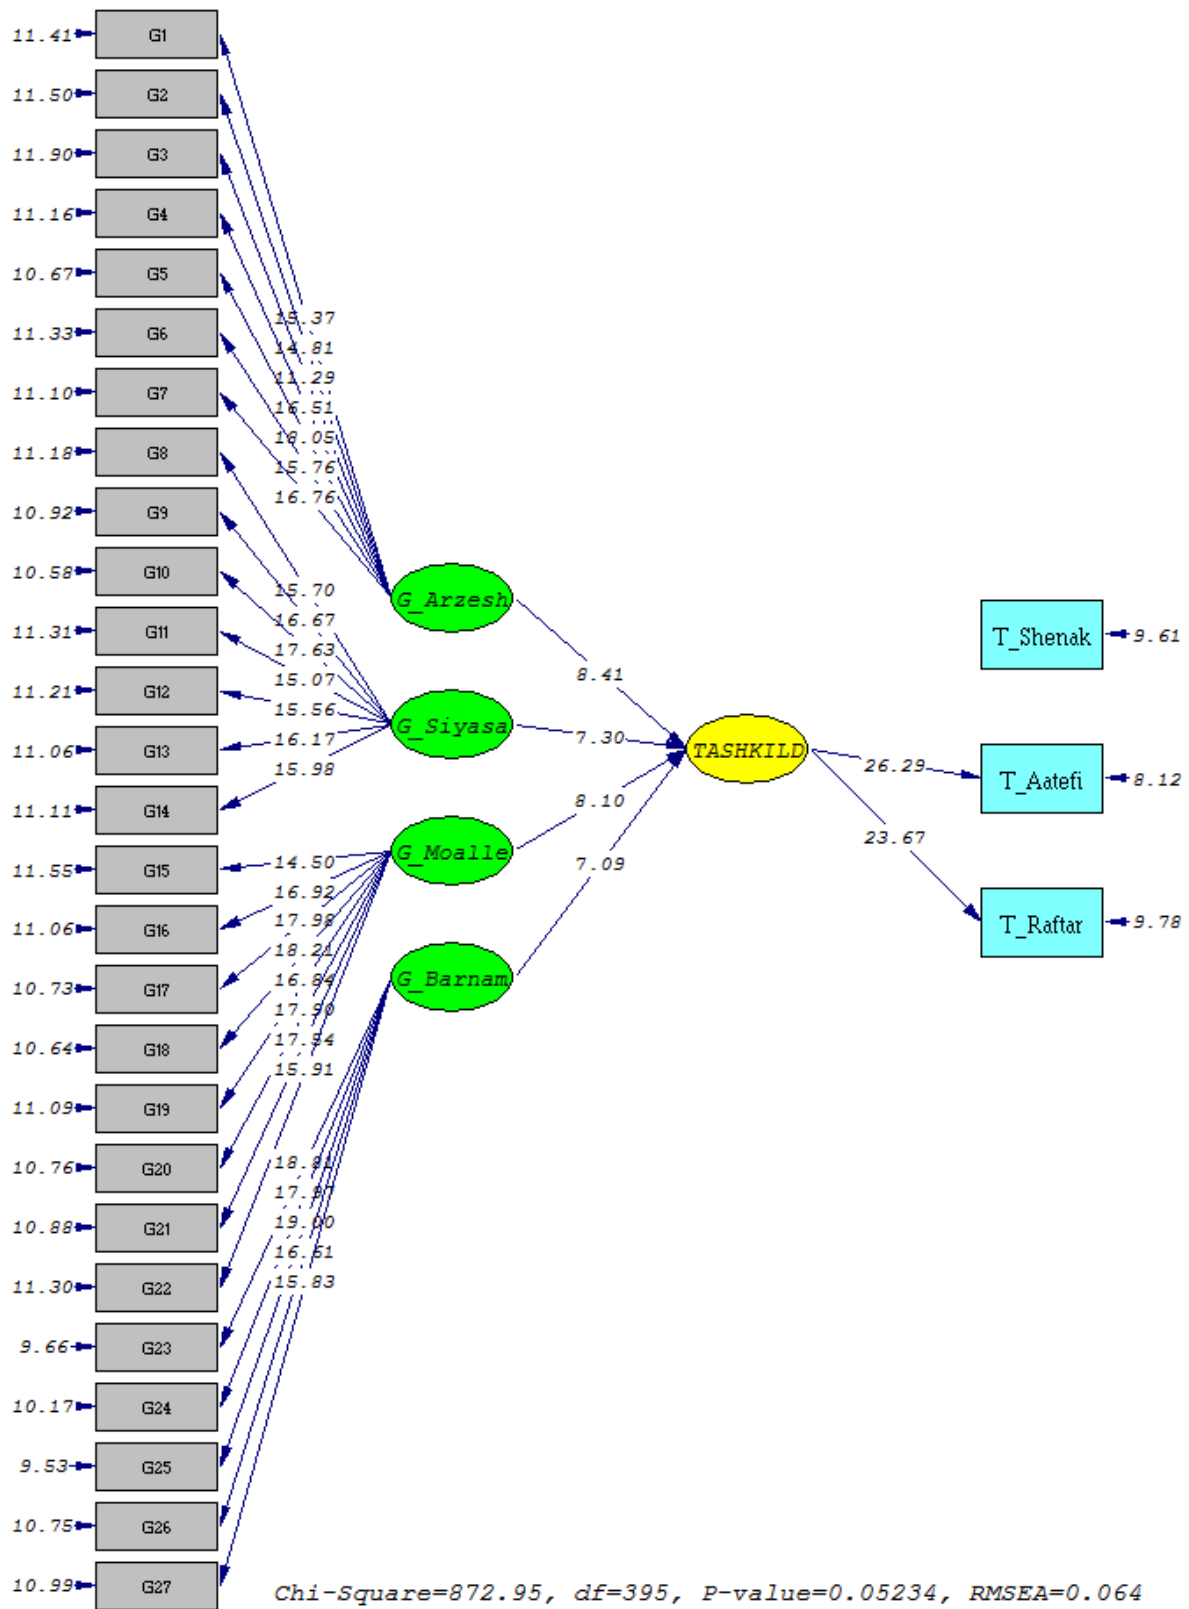 11.41 G1
11.50 G2
11.90 G3
11.16 G4
10.67 G5
11.33 G6
11.10 G7
11.18 G8
10.92 G9
10.58 G10
11.31 G11
11.21 G12
11.06 G13
11.11 G14
11.55 G15
11.06 G16
10.73 G17
10.64 G18
11.09 G19
10.76 G20
10.88 G21
11.30 G22
9.66 G23
10.17 G24
9.53 G25
10.75 G26
10.99 G27
15.37
14.81
11.29
16.51
18.05
15.76
16.76
15.70
16.67
17.63
15.07
15.56
16.17
15.98
14.50
16.92
17.98
18.21
16.84
17.90
17.34
15.91
18.81
17.97
19.00
16.61
15.83
G_Arzesh
G_Siyasa
G_Moalle
G_Barnam
8.41
7.30
8.10
7.09
TASHKILD
26.29
23.67
T_Shenak 9.61
T_Aatefi 8.12
T_Raftar 9.78
Chi-Square=872.95, df=395, P-value=0.05234, RMSEA=0.064